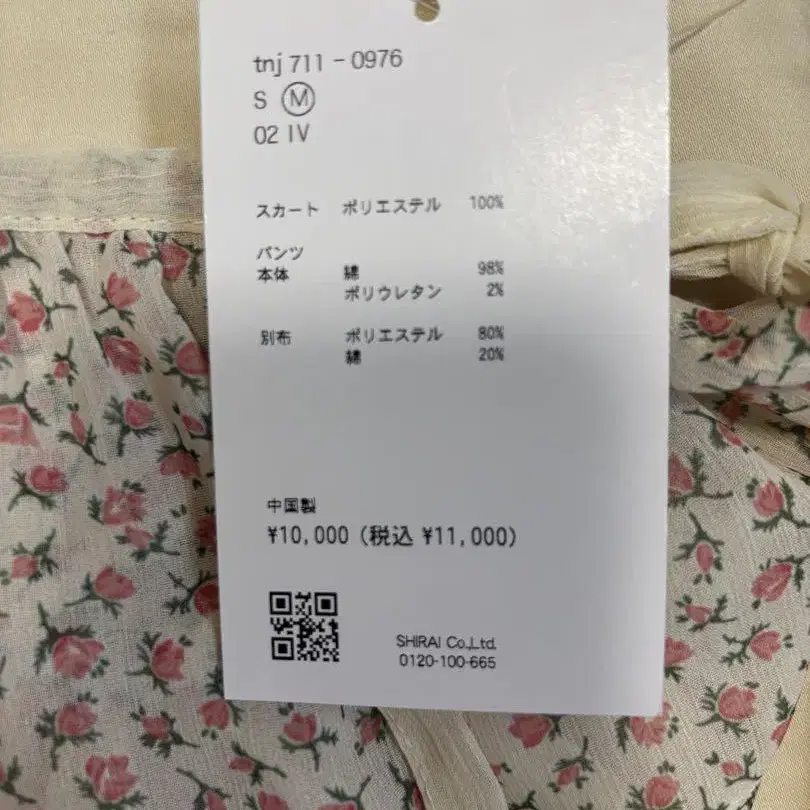 tnj 711 - 0976
S Ⓜ
02 IV
スカート ポリエステル 100%
パンツ
本体 綿 98%
ポリウレタン 2%
別布 ポリエステル 80%
綿 20%
中国製
¥10,000 (税込 ¥11,000)
SHIRAI Co.,Ltd.
0120-100-665